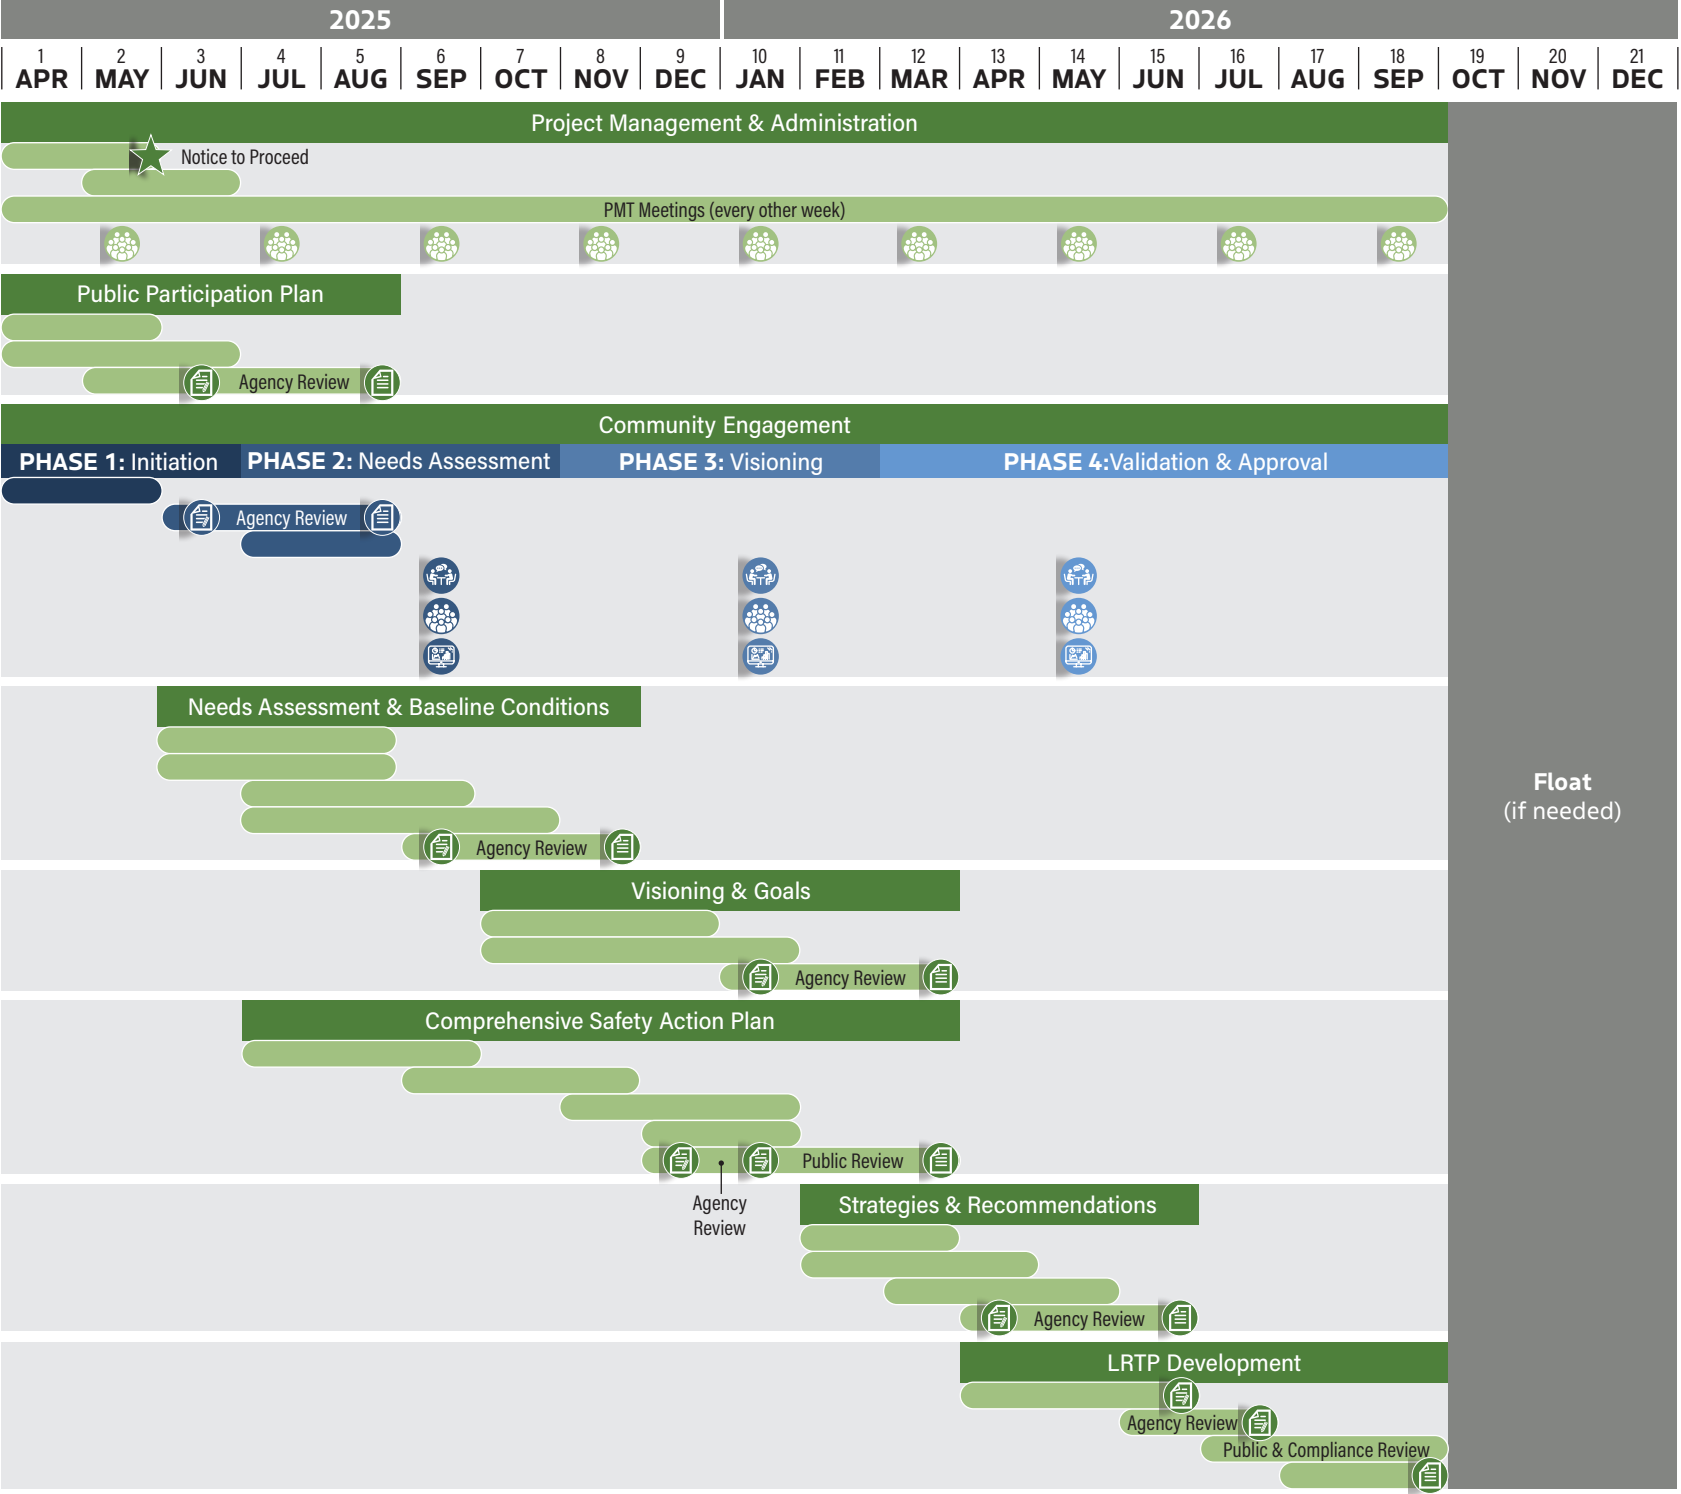 2025 2026
1 2 3 4 5 6 7 8 9 10 11 12 13 14 15 16 17 18 19 20 21
APR MAY JUN JUL AUG SEP OCT NOV DEC JAN FEB MAR APR MAY JUN JUL AUG SEP OCT NOV DEC
Project Management & Administration
Notice to Proceed
PMT Meetings (every other week)
Public Participation Plan
Agency Review
Community Engagement
PHASE 1: Initiation PHASE 2: Needs Assessment PHASE 3: Visioning PHASE 4:Validation & Approval
Agency Review
Needs Assessment & Baseline Conditions
Float
(if needed)
Agency Review
Visioning & Goals
Agency Review
Comprehensive Safety Action Plan
Public Review
Agency
Review
Strategies & Recommendations
Agency Review
LRTP Development
Agency Review
Public & Compliance Review